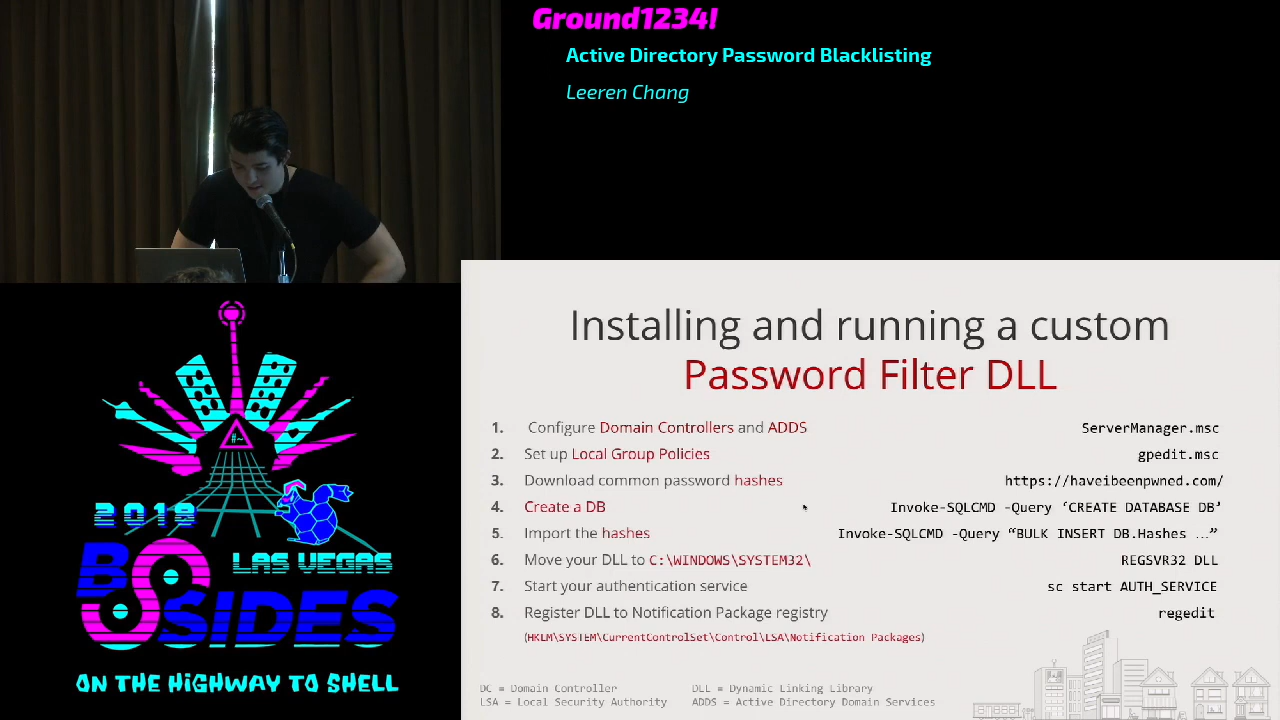 Ground1234!
Active Directory Password Blacklisting
Leeren Chang
Installing and running a custom
Password Filter DLL
1. Configure Domain Controllers and ADDS ServerManager.msc
2. Set up Local Group Policies gpedit.msc
3. Download common password hashes https://haveibeenpwned.com/
4. Create a DB Invoke-SQLCMD -Query ‘CREATE DATABASE DB’
5. Import the hashes Invoke-SQLCMD -Query “BULK INSERT DB.Hashes …”
6. Move your DLL to C:\WINDOWS\SYSTEM32\ REGSVR32 DLL
7. Start your authentication service sc start AUTH_SERVICE
8. Register DLL to Notification Package registry regedit
(HKLM\SYSTEM\CurrentControlSet\Control\LSA\Notification Packages)
DC = Domain Controller DLL = Dynamic Linking Library
LSA = Local Security Authority ADDS = Active Directory Domain Services
#~
2019
LAS VEGAS
BSIDES
ON THE HIGHWAY TO SHELL